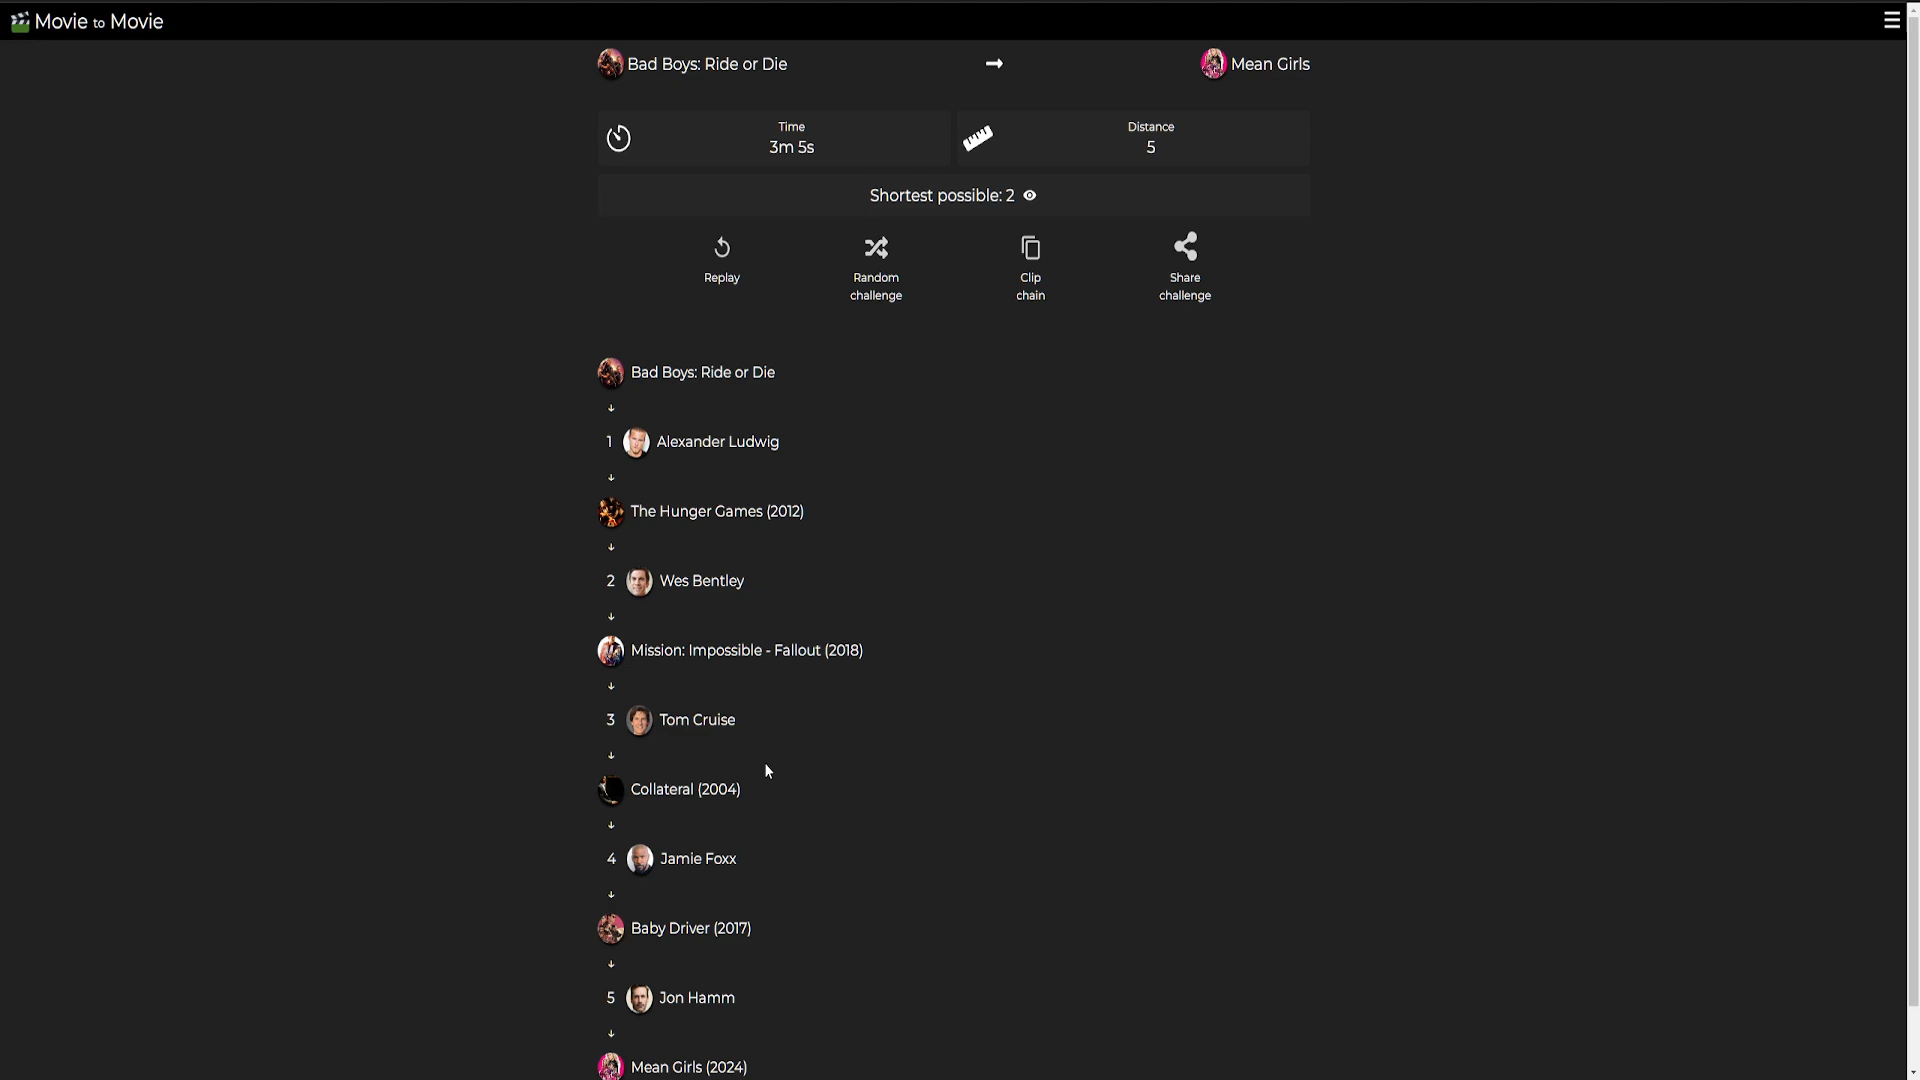 Movie to Movie
Bad Boys: Ride or Die
Mean Girls
Time
3m 5s
Distance
5
Shortest possible: 2
Replay
Random
challenge
Clip
chain
Share
challenge
Bad Boys: Ride or Die
1 Alexander Ludwig
The Hunger Games (2012)
2 Wes Bentley
Mission: Impossible - Fallout (2018)
3 Tom Cruise
Collateral (2004)
4 Jamie Foxx
Baby Driver (2017)
5 Jon Hamm
Mean Girls (2024)